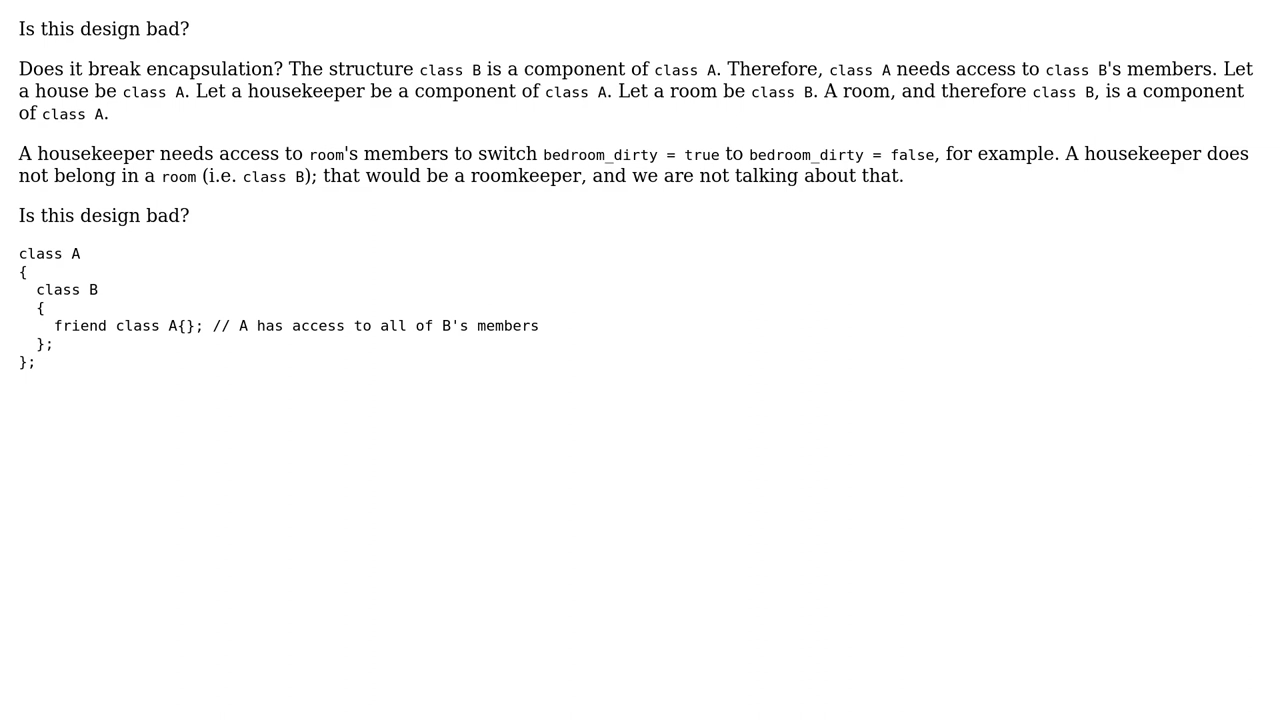 Is this design bad?
Does it break encapsulation? The structure class B is a component of class A. Therefore, class A needs access to class B's members. Let
a house be class A. Let a housekeeper be a component of class A. Let a room be class B. A room, and therefore class B, is a component
of class A.
A housekeeper needs access to room's members to switch bedroom_dirty = true to bedroom_dirty = false, for example. A housekeeper does
not belong in a room (i.e. class B); that would be a roomkeeper, and we are not talking about that.
Is this design bad?
class A
{
  class B
  {
    friend class A{}; // A has access to all of B's members
  };
};